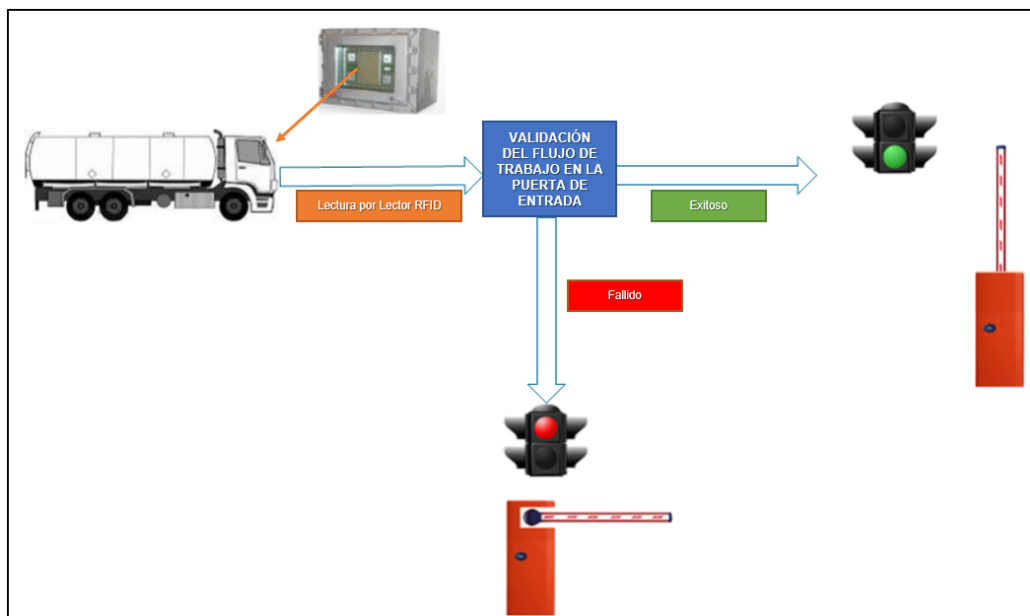 VALIDACIÓN
DEL FLUJO DE
TRABAJO EN LA
PUERTA DE
ENTRADA
Lectura por Lector RFID
Exitoso
Fallido